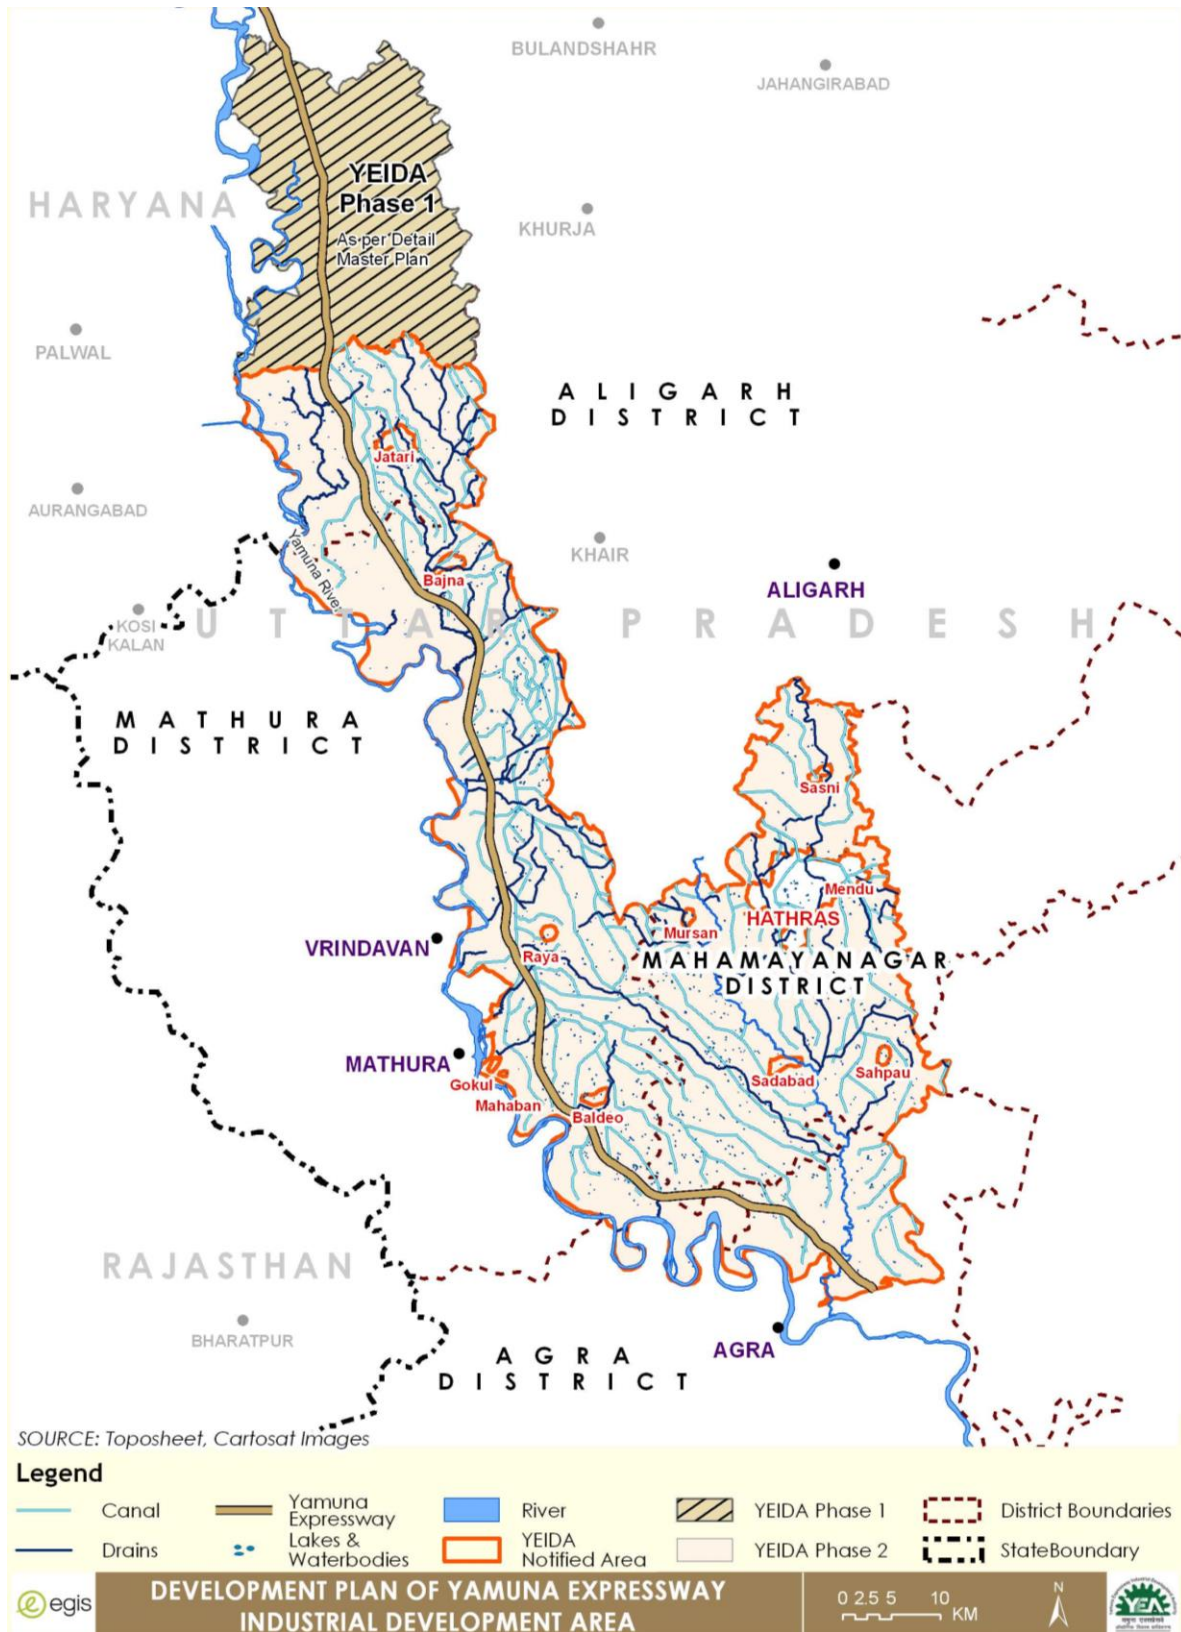 BULANDSHAHR
JAHANGIRABAD
YEIDA
Phase 1
As per Detail
Master Plan
HARYANA
KHURJA
PALWAL
ALIGARH
DISTRICT
Jatari
AURANGABAD
Yamuna River
KHAIR
Bajna
ALIGARH
KOSI
KALAN
UTTAR PRADESH
MATHURA
DISTRICT
Sasni
Mendu
HATHRAS
Mursan
VRINDAVAN
Raya
MAHAMAYANAGAR
DISTRICT
MATHURA
Gokul
Mahaban
Baldeo
Sadabad
Sahpau
RAJASTHAN
BHARATPUR
AGRA
AGRA
DISTRICT
SOURCE: Toposheet, Cartosat Images
Legend
Canal
Yamuna
Expressway
River
YEIDA Phase 1
District Boundaries
Drains
Lakes &
Waterbodies
YEIDA
Notified Area
YEIDA Phase 2
StateBoundary
egis
DEVELOPMENT PLAN OF YAMUNA EXPRESSWAY
INDUSTRIAL DEVELOPMENT AREA
0 2.5 5 10
KM
N
YEA